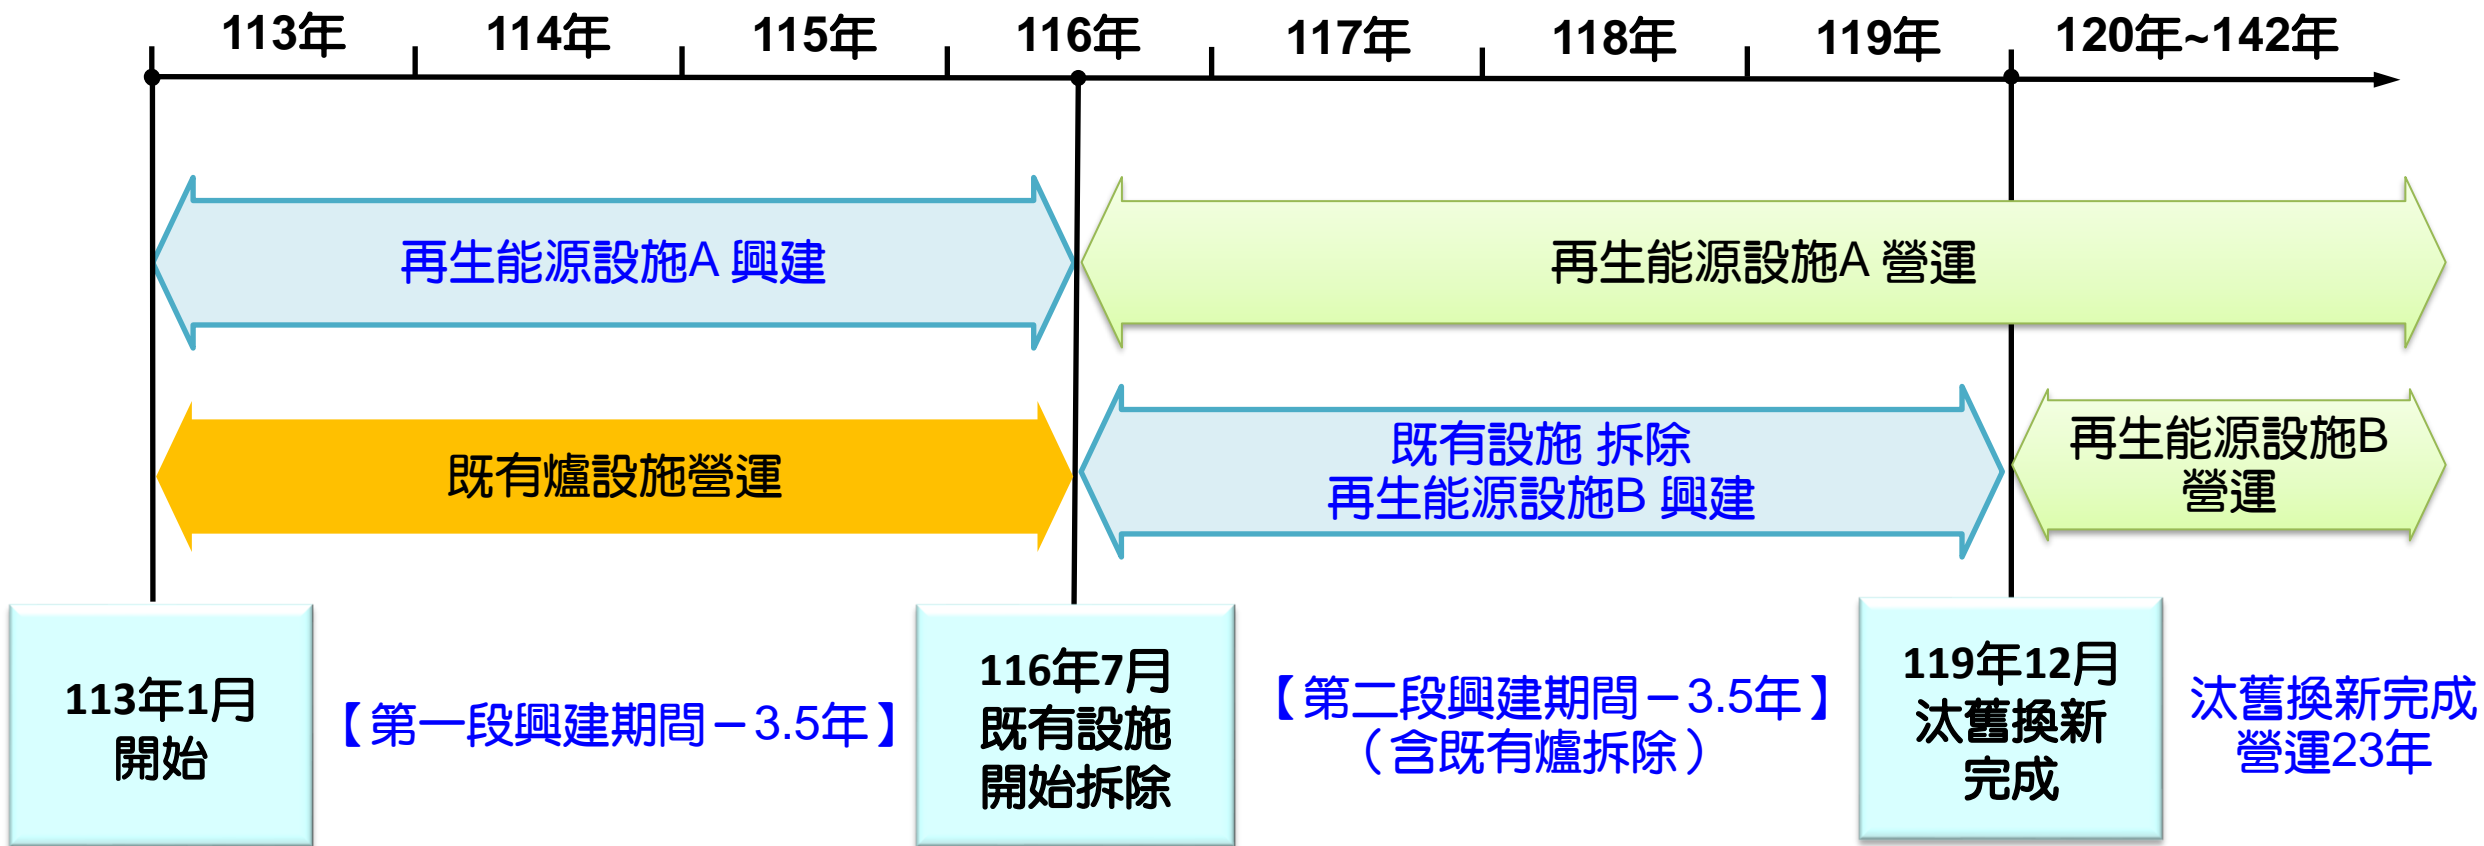 113年
114年
115年
116年
117年
118年
119年
120年~142年
再生能源設施A 興建
再生能源設施A 營運
既有爐設施營運
既有設施 拆除
再生能源設施B 興建
再生能源設施B
營運
113年1月
開始
【第一段興建期間－3.5年】
116年7月
既有設施
開始拆除
【第二段興建期間－3.5年】
（含既有爐拆除）
119年12月
汰舊換新
完成
汰舊換新完成
營運23年